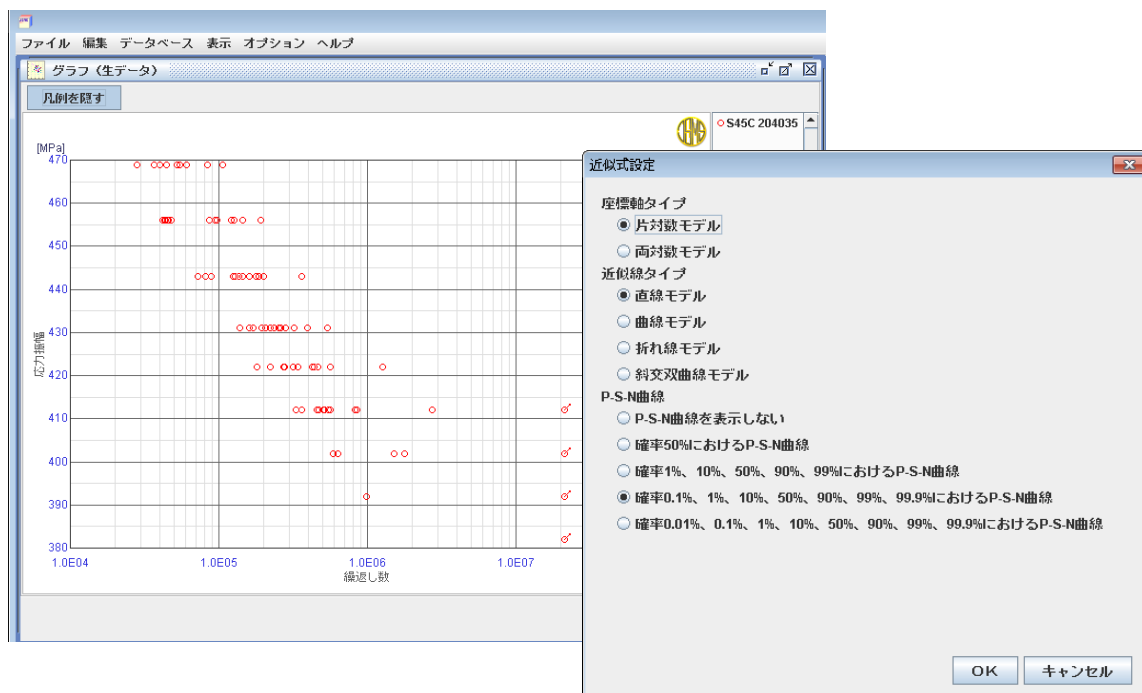 ファイル 編集 データベース 表示 オプション ヘルプ
グラフ（生データ）
凡例を隠す
S45C 204035
[MPa]
470
460
450
440
430
420
410
400
390
380
応力振幅
1.0E04 1.0E05 1.0E06 1.0E07
繰返し数
近似式設定
座標軸タイプ
片対数モデル
両対数モデル
近似線タイプ
直線モデル
曲線モデル
折れ線モデル
斜交双曲線モデル
P-S-N曲線
P-S-N曲線を表示しない
確率50%におけるP-S-N曲線
確率1%、10%、50%、90%、99%におけるP-S-N曲線
確率0.1%、1%、10%、50%、90%、99%、99.9%におけるP-S-N曲線
確率0.01%、0.1%、1%、10%、50%、90%、99%、99.9%におけるP-S-N曲線
OK キャンセル